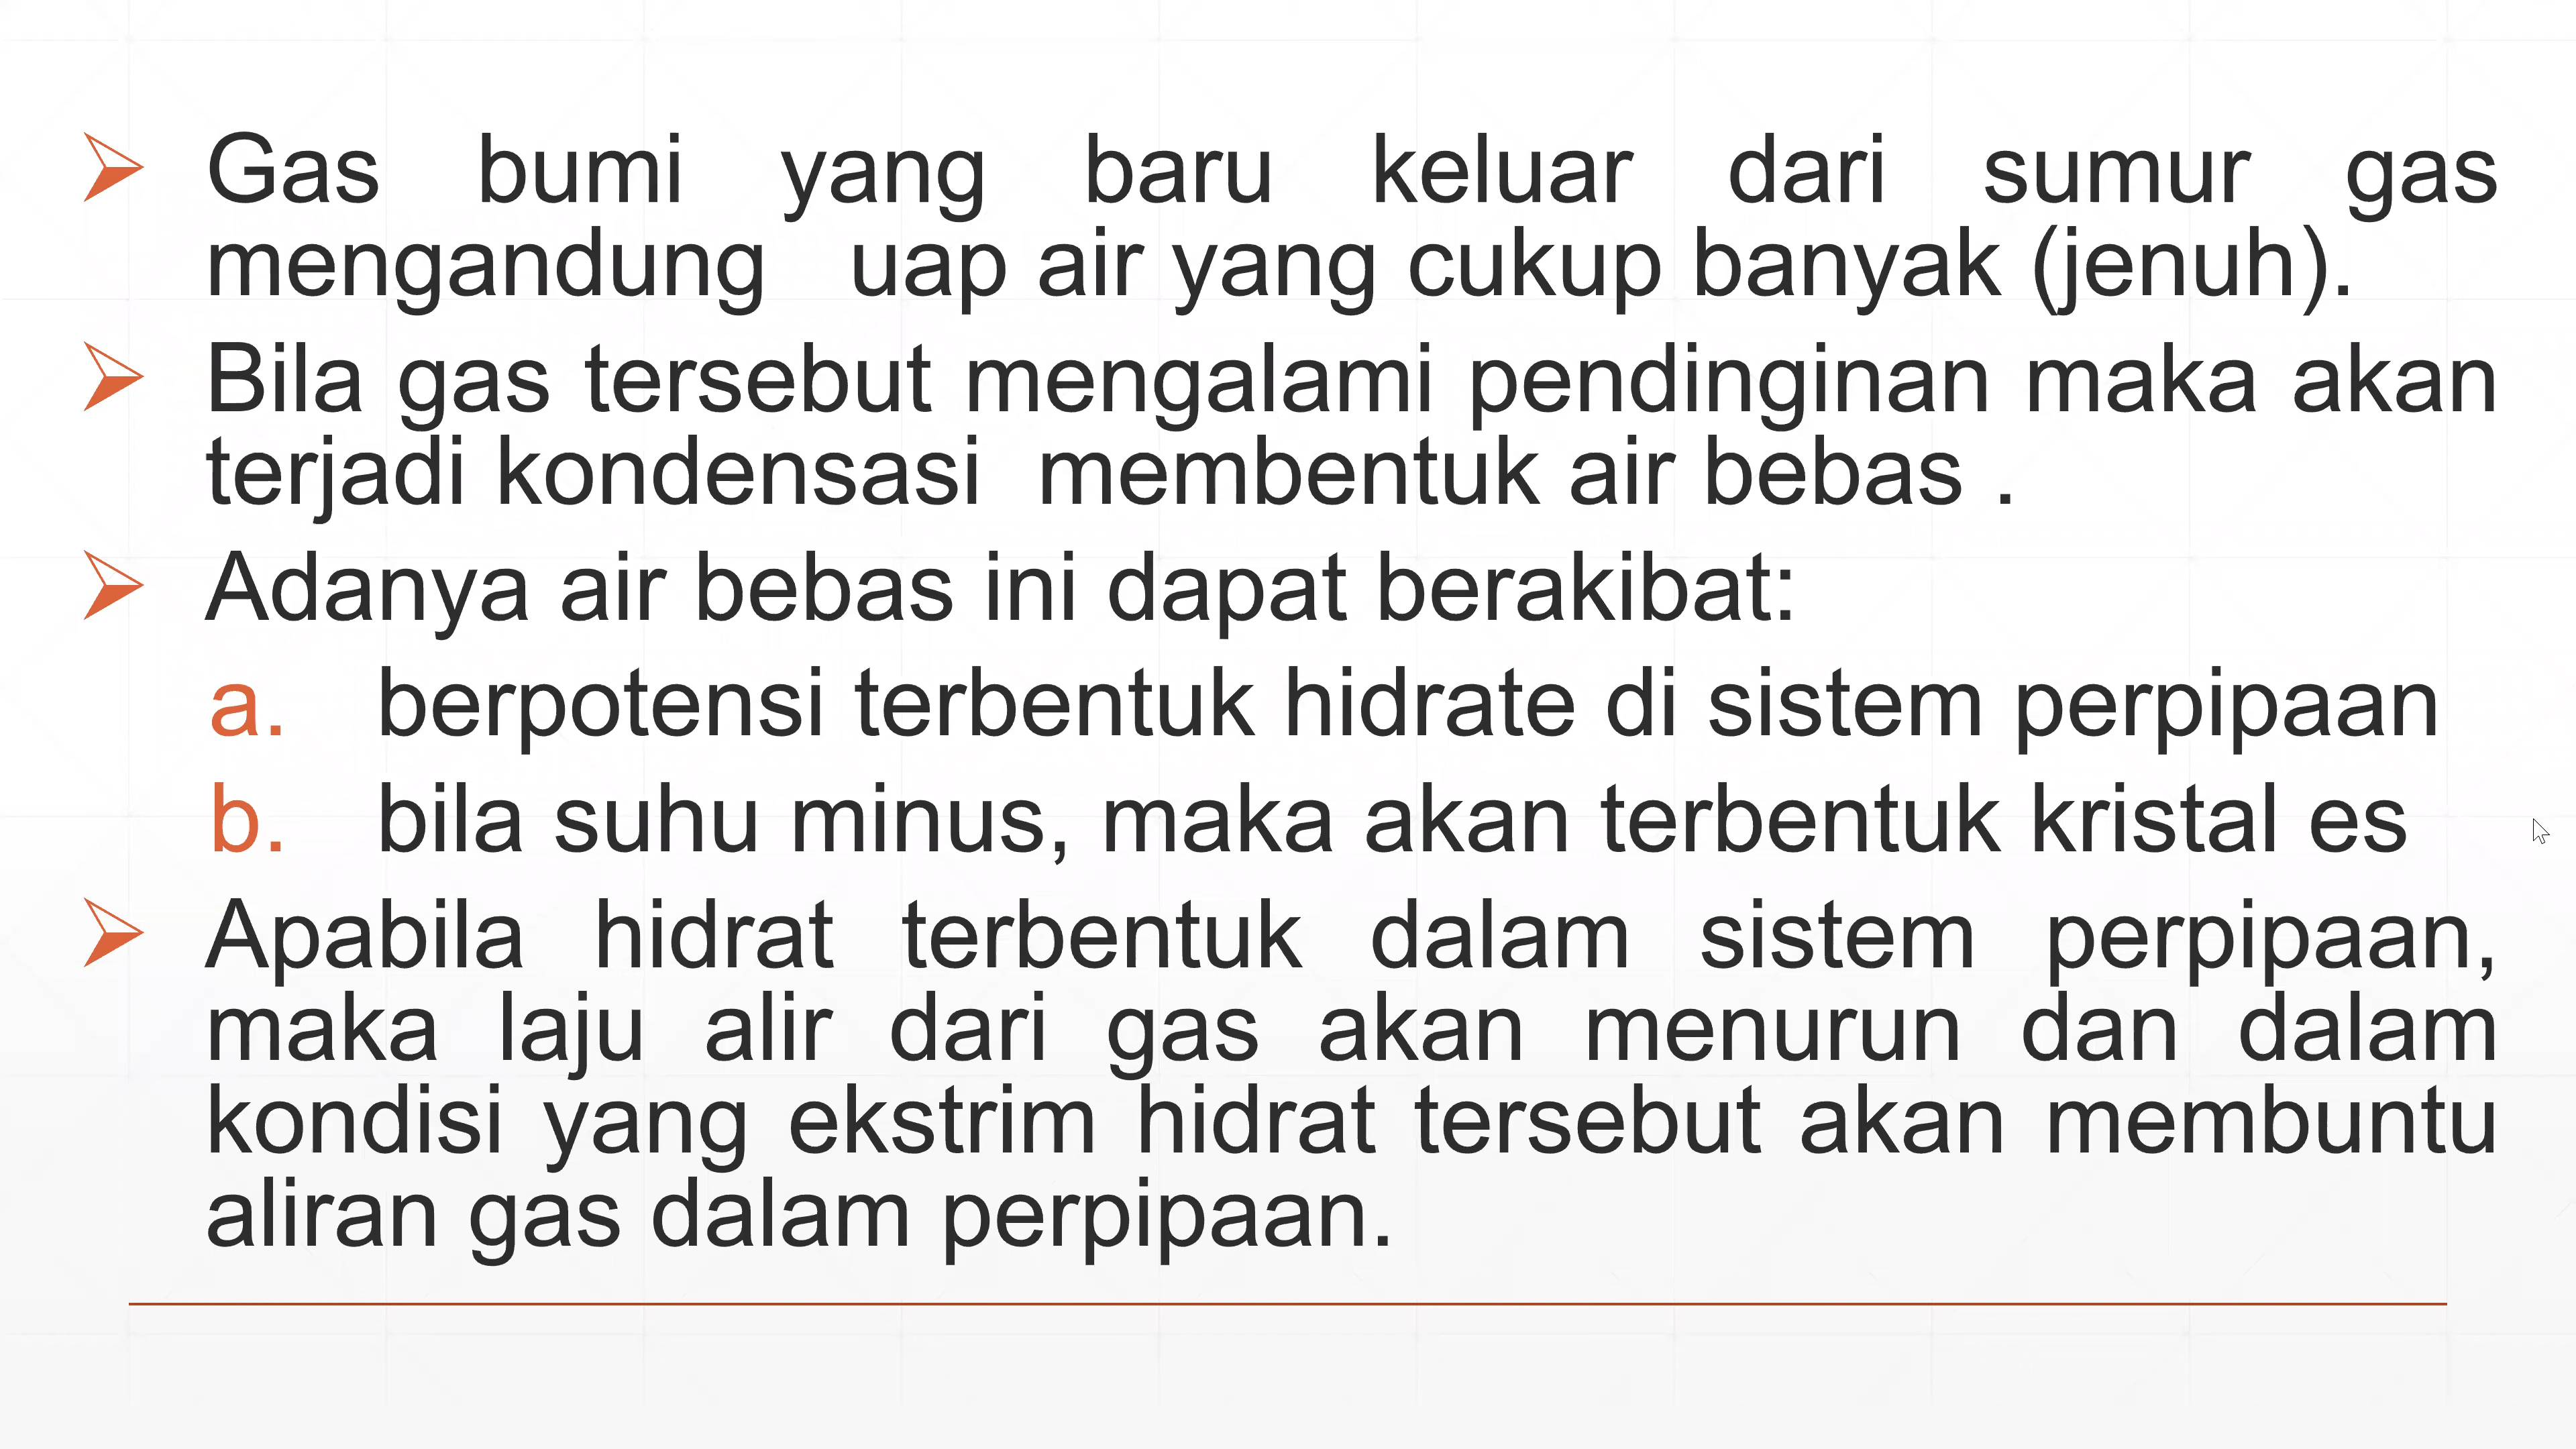 Gas bumi yang baru keluar dari sumur gas
mengandung uap air yang cukup banyak (jenuh).
Bila gas tersebut mengalami pendinginan maka akan
terjadi kondensasi membentuk air bebas .
Adanya air bebas ini dapat berakibat:
a. berpotensi terbentuk hidrate di sistem perpipaan
b. bila suhu minus, maka akan terbentuk kristal es
Apabila hidrat terbentuk dalam sistem perpipaan,
maka laju alir dari gas akan menurun dan dalam
kondisi yang ekstrim hidrat tersebut akan membuntu
aliran gas dalam perpipaan.